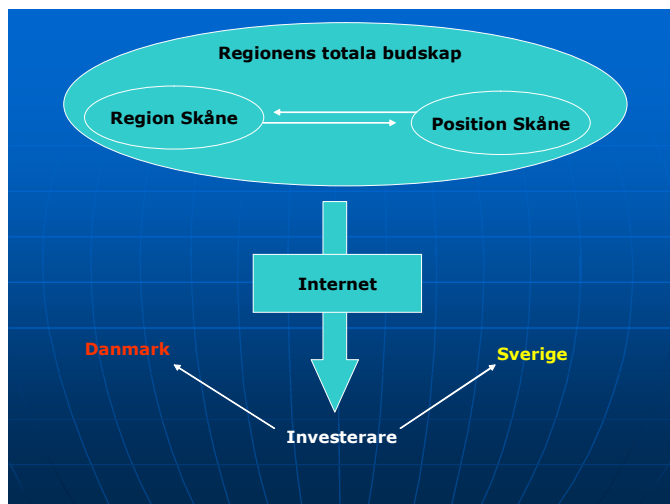 Regionens totala budskap
Region Skåne
Position Skåne
Internet
Danmark
Sverige
Investerare